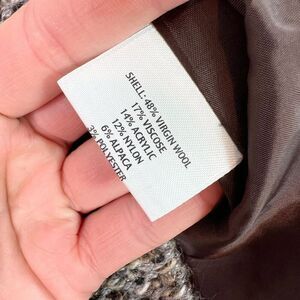 SHELL: 48% VIRGIN WOOL
17% VISCOSE
14% ACRYLIC
12% NYLON
6% ALPACA
3% POLYESTER